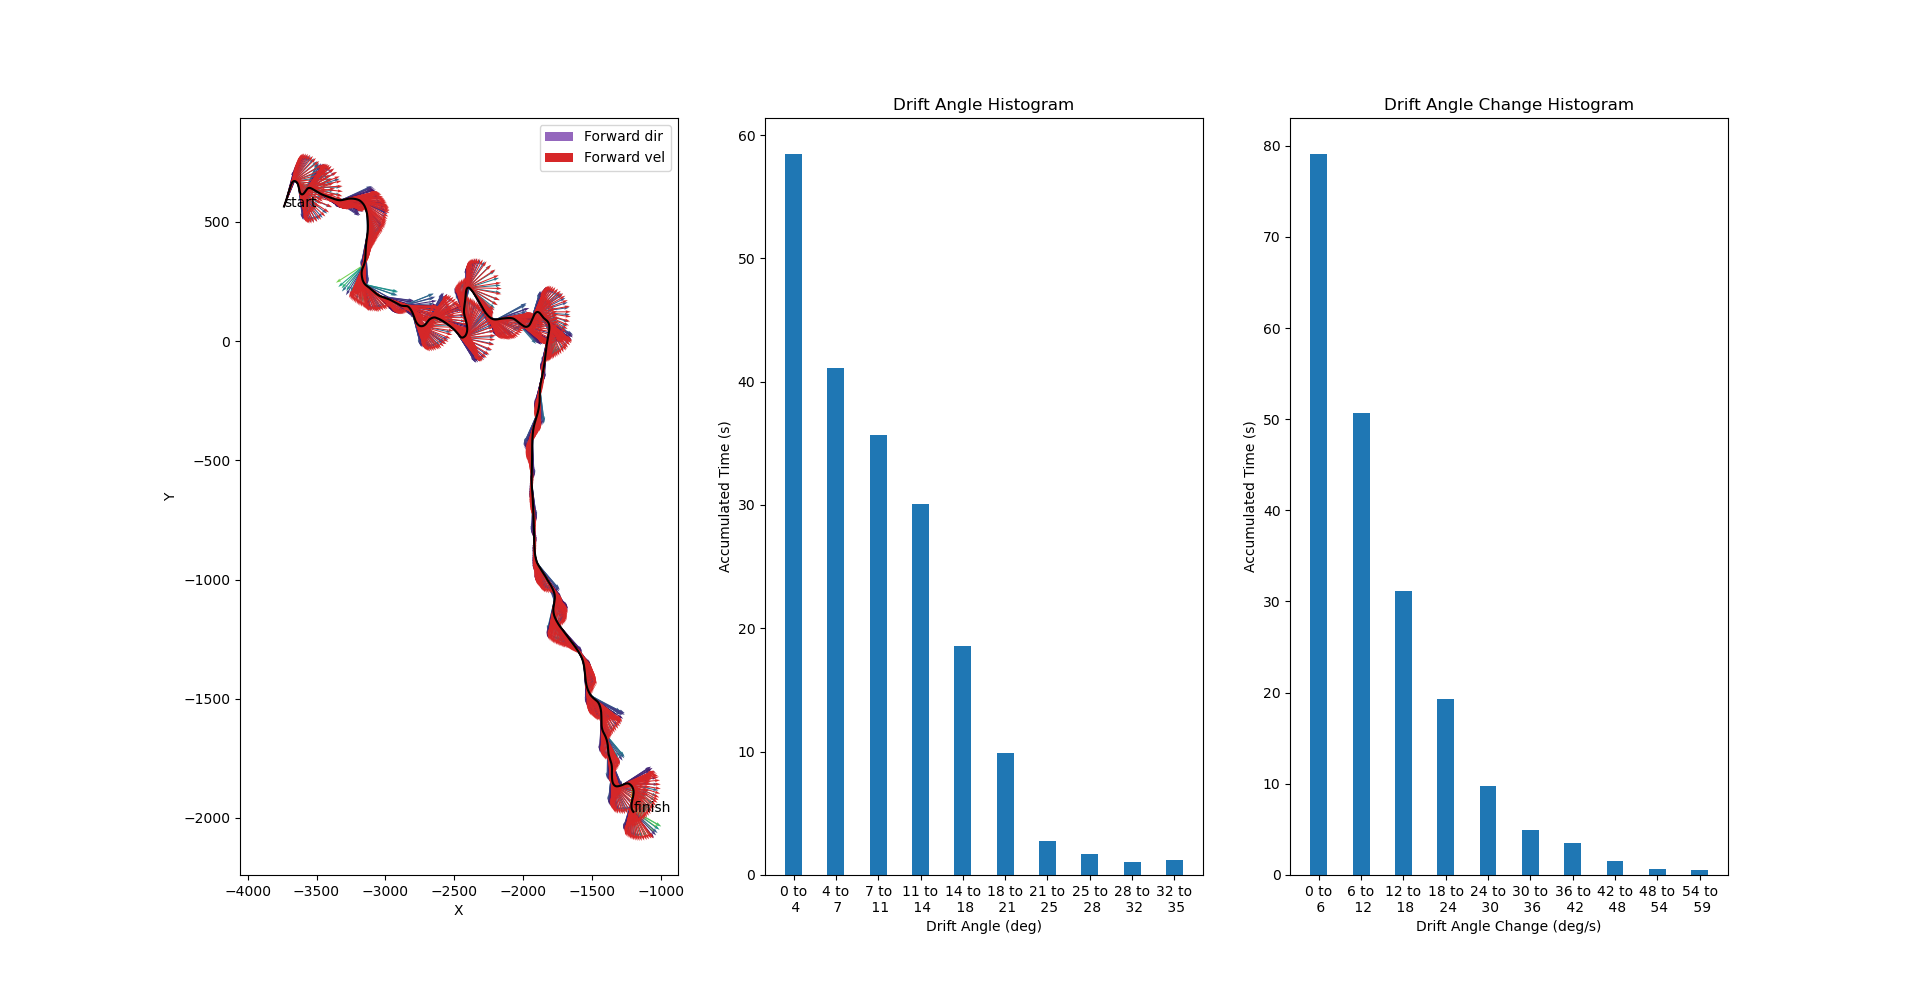 Forward dir
Forward vel
start
finish
500
0
−500
−1000
−1500
−2000
Y
−4000 −3500 −3000 −2500 −2000 −1500 −1000
X
Drift Angle Histogram
60
50
40
30
20
10
0
Accumulated Time (s)
0 to 4 to 7 to 11 to 14 to 18 to 21 to 25 to 28 to 32 to
4 7 11 14 18 21 25 28 32 35
Drift Angle (deg)
Drift Angle Change Histogram
80
70
60
50
40
30
20
10
0
Accumulated Time (s)
0 to 6 to 12 to 18 to 24 to 30 to 36 to 42 to 48 to 54 to
6 12 18 24 30 36 42 48 54 59
Drift Angle Change (deg/s)